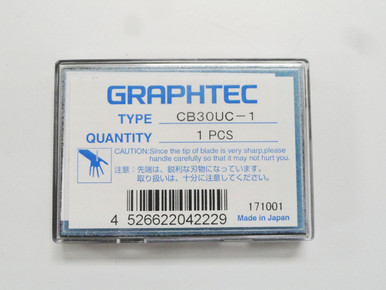 GRAPHTEC
TYPE CB30UC-1
QUANTITY 1 PCS
CAUTION:Since the tip of blade is very sharp,please
handle carefully so that it may not hurt you.
注意：先端は、鋭利な刃物になっています。
取り扱いは、十分に注意してください。
171001
4 526622042229 Made in Japan